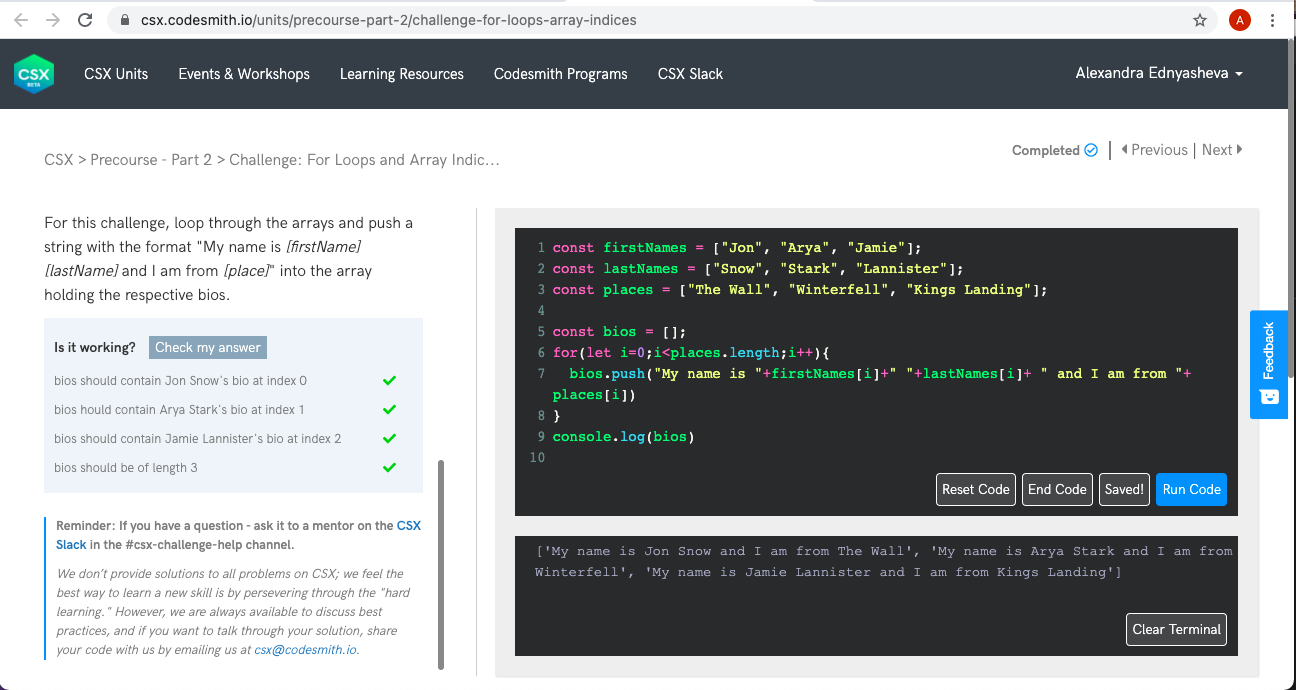 csx.codesmith.io/units/precourse-part-2/challenge-for-loops-array-indices
A
CSX
BETA
CSX Units
Events & Workshops
Learning Resources
Codesmith Programs
CSX Slack
Alexandra Ednyasheva
CSX > Precourse - Part 2 > Challenge: For Loops and Array Indic...
Completed
| Previous | Next
For this challenge, loop through the arrays and push a
string with the format "My name is [firstName]
[lastName] and I am from [place]" into the array
holding the respective bios.
Is it working?
Check my answer
bios should contain Jon Snow's bio at index 0
bios hould contain Arya Stark's bio at index 1
bios should contain Jamie Lannister's bio at index 2
bios should be of length 3
Reminder: If you have a question - ask it to a mentor on the CSX
Slack in the #csx-challenge-help channel.
We don't provide solutions to all problems on CSX; we feel the
best way to learn a new skill is by persevering through the "hard
learning." However, we are always available to discuss best
practices, and if you want to talk through your solution, share
your code with us by emailing us at csx@codesmith.io.
1 const firstNames = ["Jon", "Arya", "Jamie"];
2 const lastNames = ["Snow", "Stark", "Lannister"];
3 const places = ["The Wall", "Winterfell", "Kings Landing"];
4
5 const bios = [];
6 for(let i=0;i<places.length;i++){
7   bios.push("My name is "+firstNames[i]+" "+lastNames[i]+ " and I am from "+
places[i])
8 }
9 console.log(bios)
10
Reset Code
End Code
Saved!
Run Code
['My name is Jon Snow and I am from The Wall', 'My name is Arya Stark and I am from
Winterfell', 'My name is Jamie Lannister and I am from Kings Landing']
Clear Terminal
Feedback